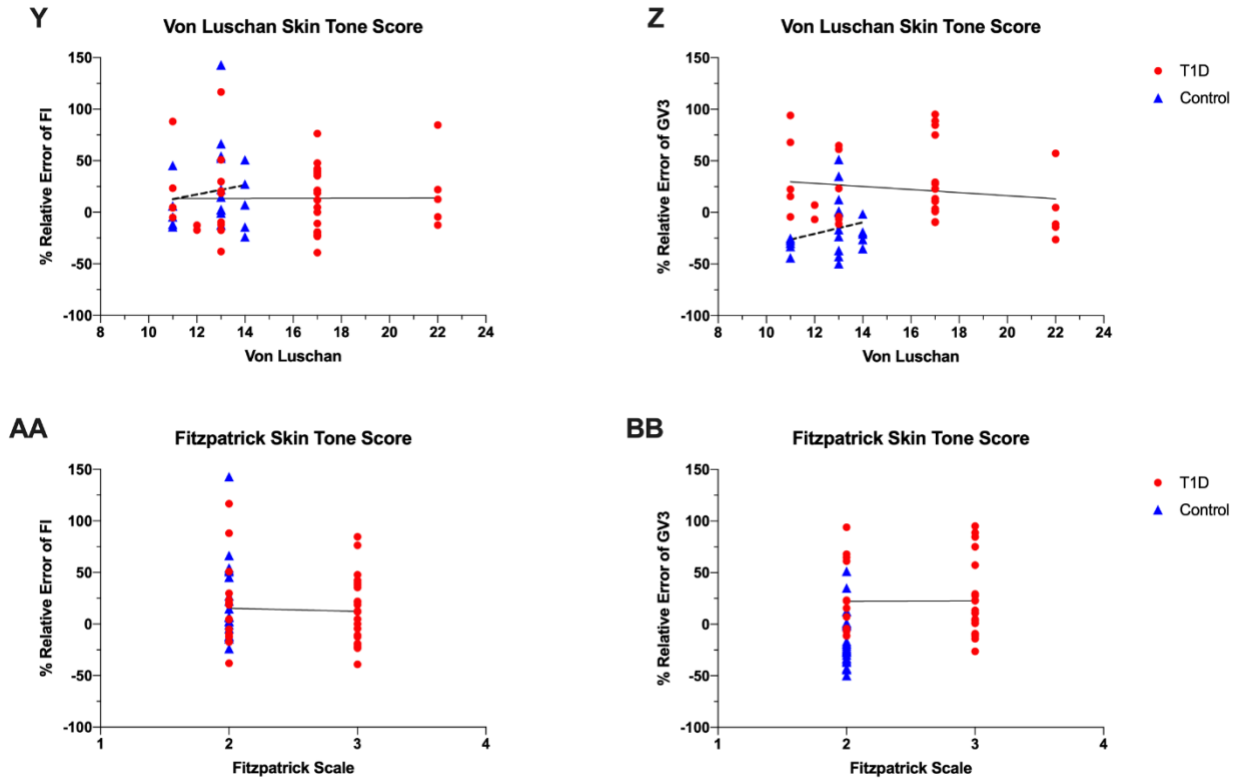 Y
Von Luschan Skin Tone Score
% Relative Error of FI
150
100
50
0
-50
-100
8 10 12 14 16 18 20 22 24
Von Luschan
Z
Von Luschan Skin Tone Score
% Relative Error of GV3
150
100
50
0
-50
-100
8 10 12 14 16 18 20 22 24
Von Luschan
T1D
Control
AA
Fitzpatrick Skin Tone Score
% Relative Error of FI
150
100
50
0
-50
-100
1 2 3 4
Fitzpatrick Scale
BB
Fitzpatrick Skin Tone Score
% Relative Error of GV3
150
100
50
0
-50
-100
1 2 3 4
Fitzpatrick Scale
T1D
Control